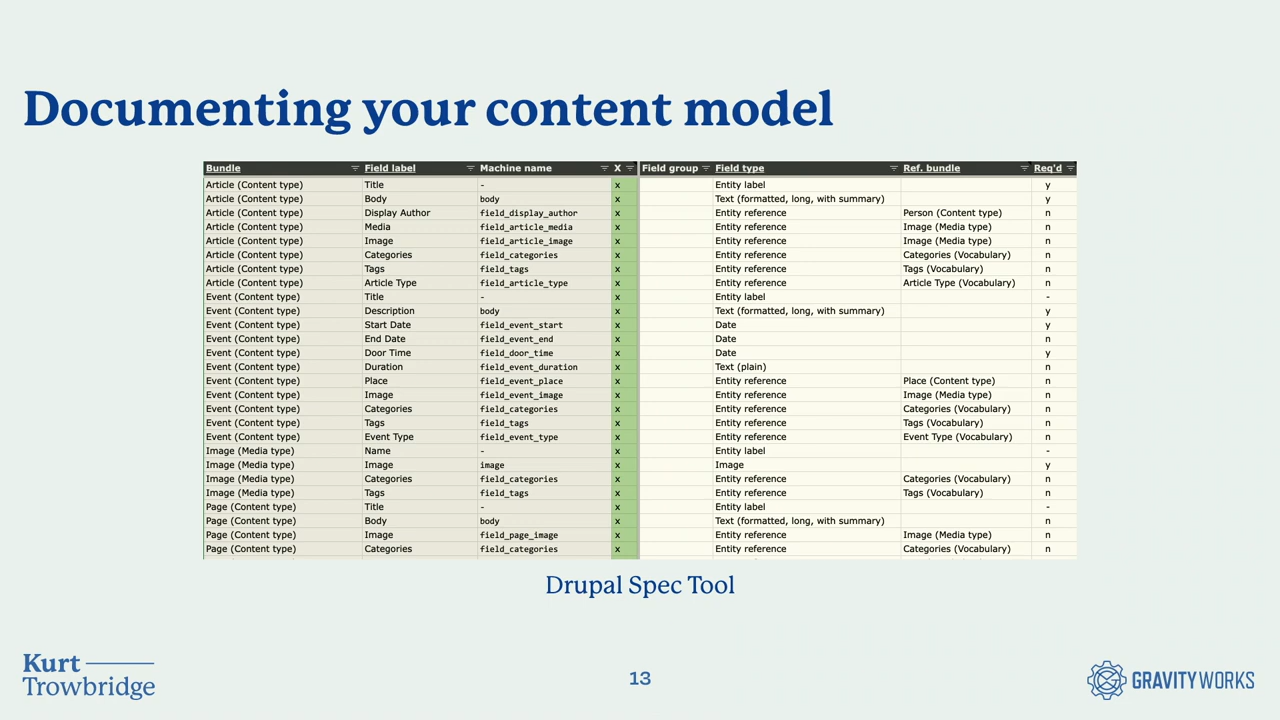 Documenting your content model
Bundle Field label Machine name X Field group Field type Ref. bundle Req'd
Article (Content type) Title - x Entity label y
Article (Content type) Body body x Text (formatted, long, with summary) y
Article (Content type) Display Author field_display_author x Entity reference Person (Content type) n
Article (Content type) Media field_article_media x Entity reference Image (Media type) n
Article (Content type) Image field_article_image x Entity reference Image (Media type) n
Article (Content type) Categories field_categories x Entity reference Categories (Vocabulary) n
Article (Content type) Tags field_tags x Entity reference Tags (Vocabulary) n
Article (Content type) Article Type field_article_type x Entity reference Article Type (Vocabulary) n
Event (Content type) Title - x Entity label -
Event (Content type) Description body x Text (formatted, long, with summary) y
Event (Content type) Start Date field_event_start x Date y
Event (Content type) End Date field_event_end x Date n
Event (Content type) Door Time field_door_time x Date y
Event (Content type) Duration field_event_duration x Text (plain) n
Event (Content type) Place field_event_place x Entity reference Place (Content type) n
Event (Content type) Image field_event_image x Entity reference Image (Media type) n
Event (Content type) Categories field_categories x Entity reference Categories (Vocabulary) n
Event (Content type) Tags field_tags x Entity reference Tags (Vocabulary) n
Event (Content type) Event Type field_event_type x Entity reference Event Type (Vocabulary) n
Image (Media type) Name - x Entity label -
Image (Media type) Image image x Image y
Image (Media type) Categories field_categories x Entity reference Categories (Vocabulary) n
Image (Media type) Tags field_tags x Entity reference Tags (Vocabulary) n
Page (Content type) Title - x Entity label -
Page (Content type) Body body x Text (formatted, long, with summary) n
Page (Content type) Image field_page_image x Entity reference Image (Media type) n
Page (Content type) Categories field_categories x Entity reference Categories (Vocabulary) n
Drupal Spec Tool
Kurt
Trowbridge
13
GRAVITYWORKS